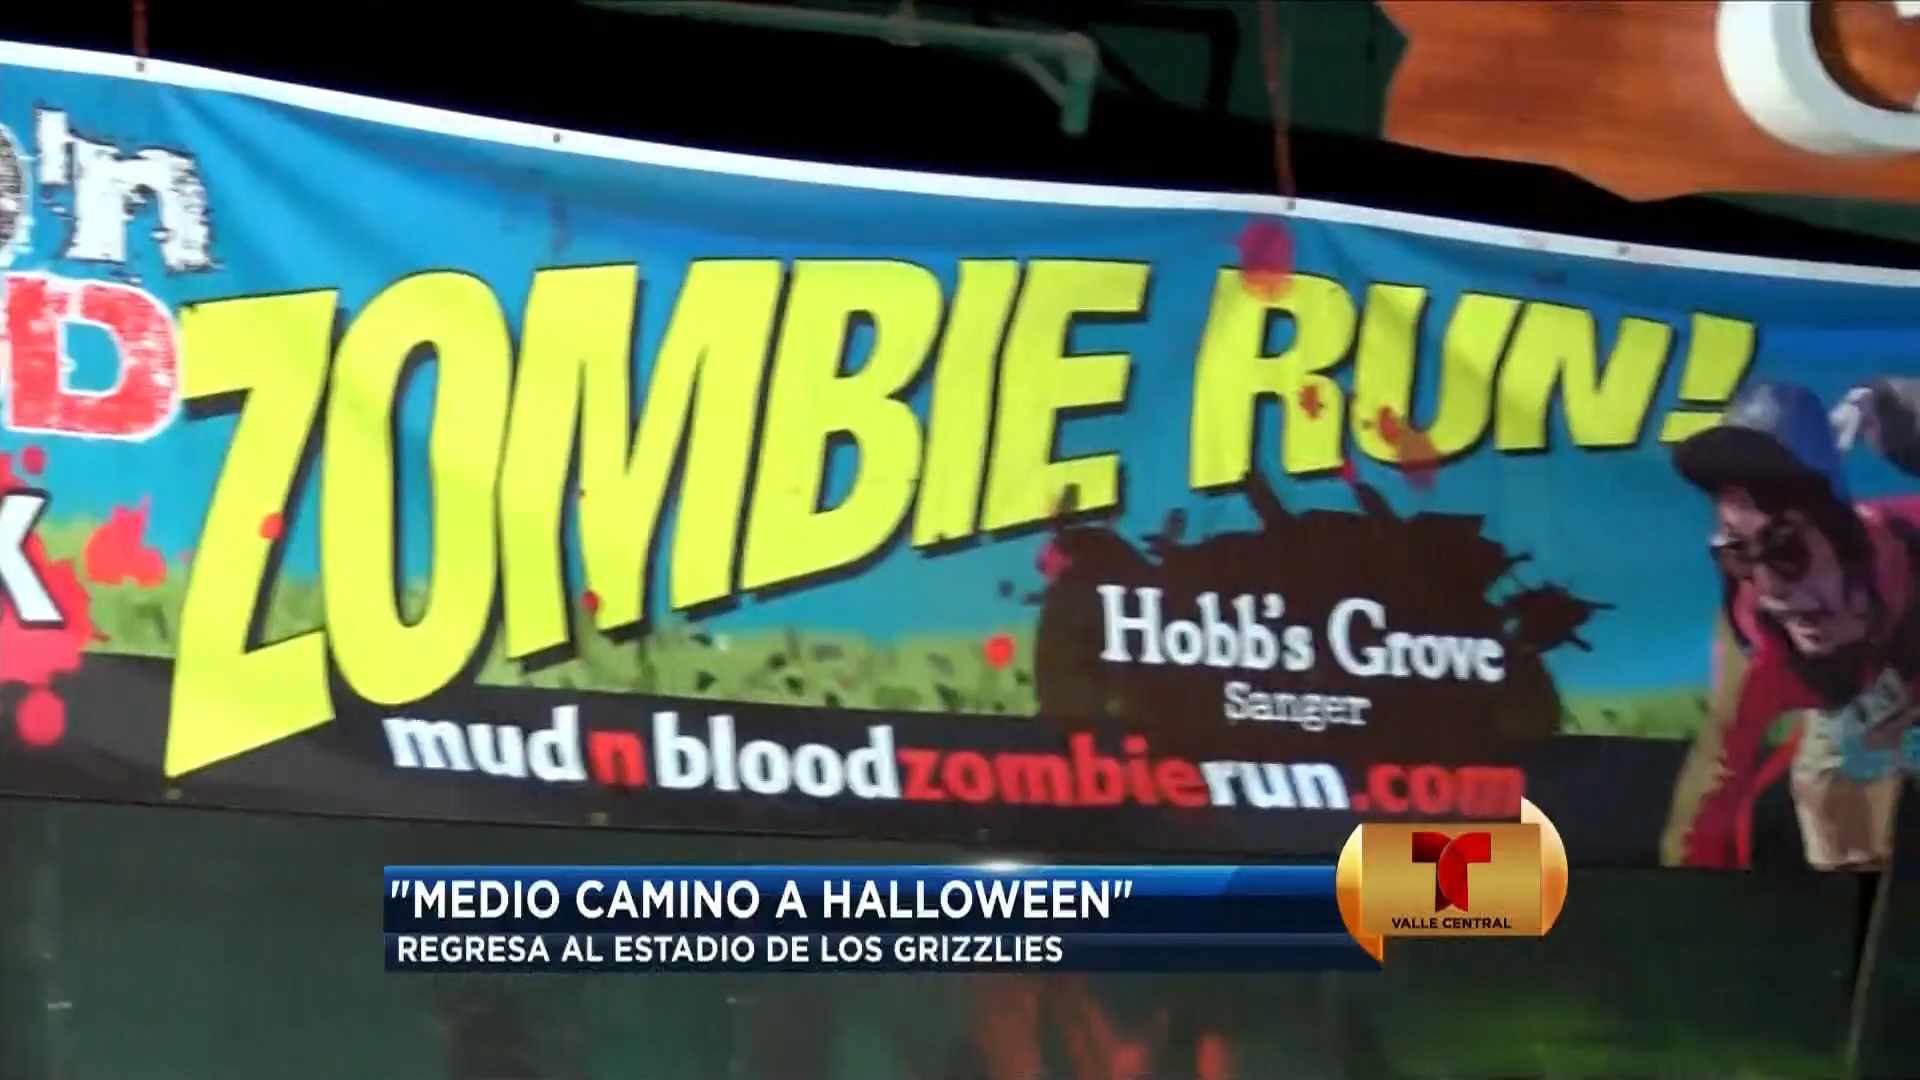 'n
D
ZOMBIE RUN!
Hobb's Grove
Sanger
mudnbloodzombierun.com
"MEDIO CAMINO A HALLOWEEN"
REGRESA AL ESTADIO DE LOS GRIZZLIES
VALLE CENTRAL